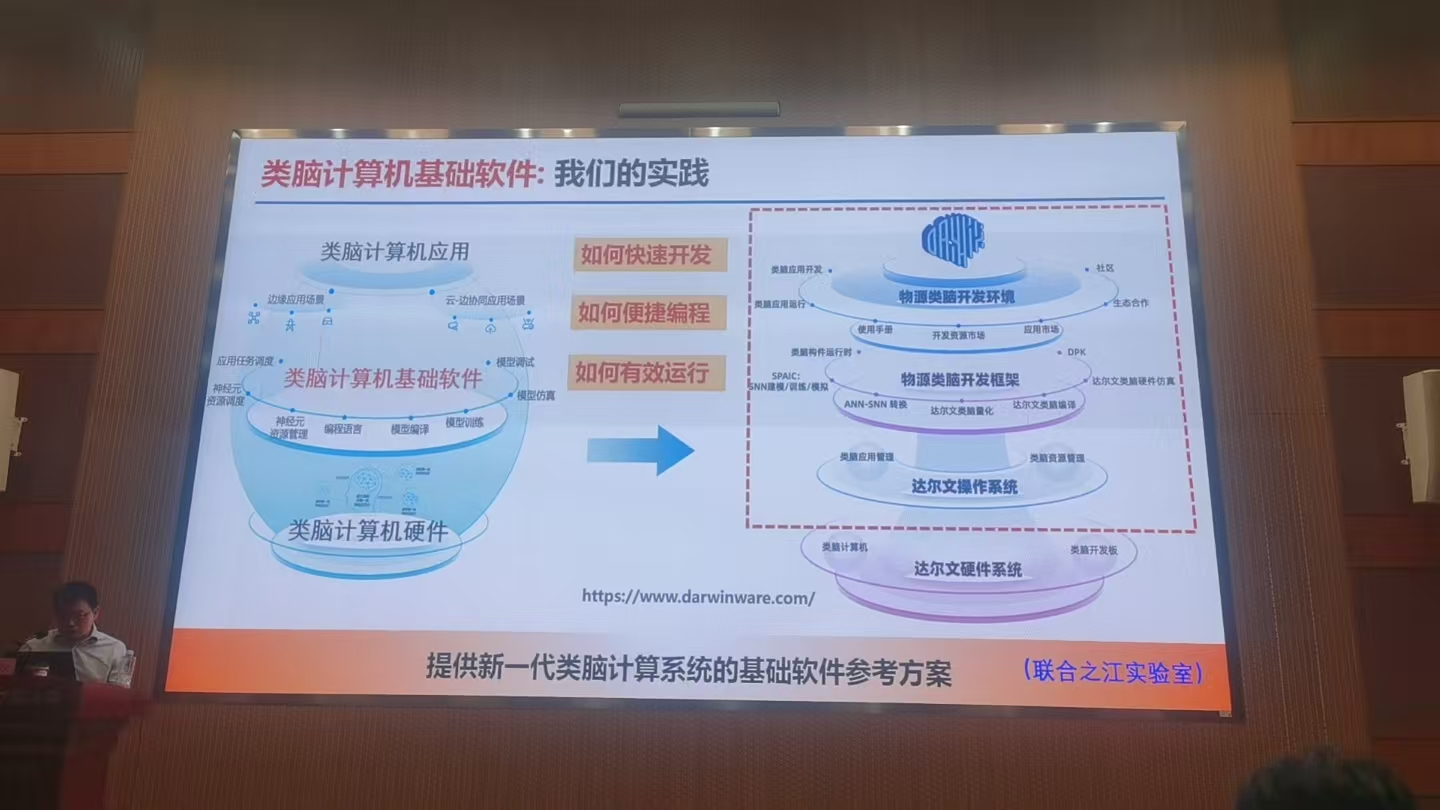 类脑计算机基础软件: 我们的实践
类脑计算机应用
边缘应用场景
云-边协同应用场景
应用任务调度
模型调试
类脑计算机基础软件
神经元
资源调度
模型仿真
神经元
资源管理
编程语言
模型编译
模型训练
类脑计算机硬件
如何快速开发
如何便捷编程
如何有效运行
https://www.darwinware.com/
类脑应用开发
社区
物源类脑开发环境
类脑应用运行
生态合作
使用手册
开发资源市场
应用市场
类脑构件运行时
DPK
物源类脑开发框架
SPAIC:
SNN建模/训练/模拟
达尔文类脑硬件仿真
ANN-SNN 转换
达尔文类脑量化
达尔文类脑编译
类脑应用管理
类脑资源管理
达尔文操作系统
类脑计算机
类脑开发板
达尔文硬件系统
提供新一代类脑计算系统的基础软件参考方案
(联合之江实验室)